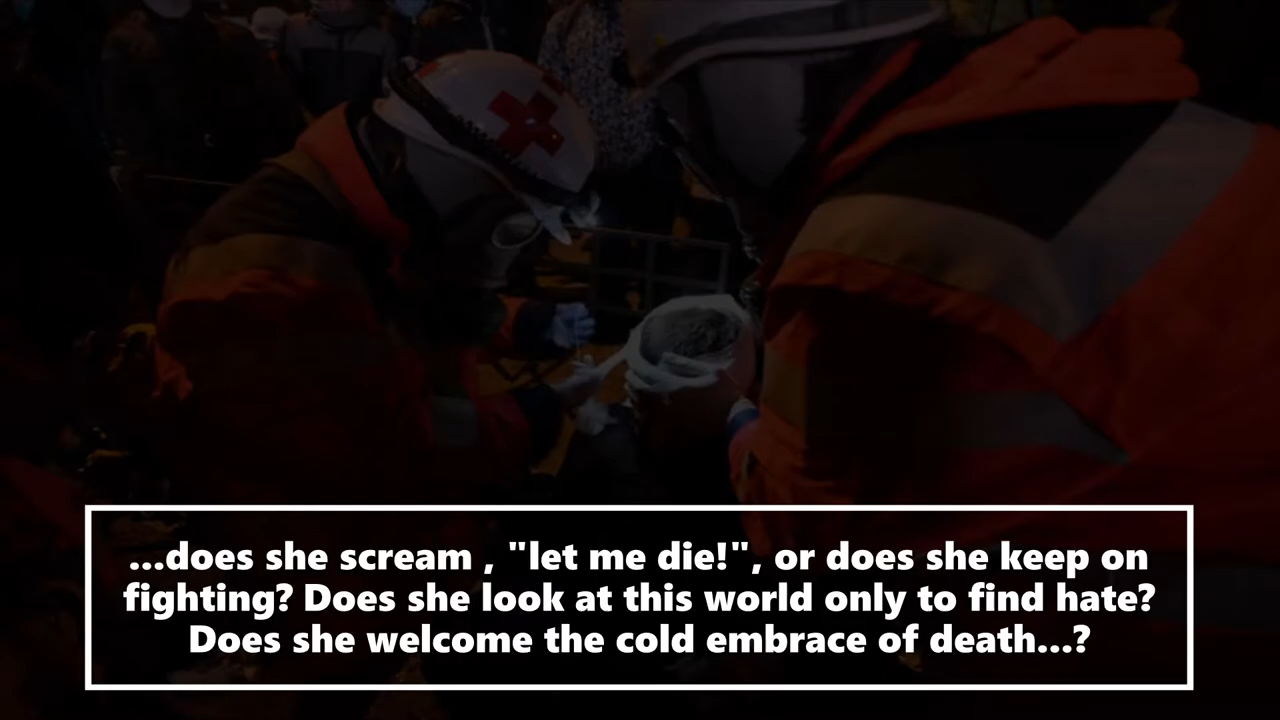 ...does she scream , "let me die!", or does she keep on
fighting? Does she look at this world only to find hate?
Does she welcome the cold embrace of death...?